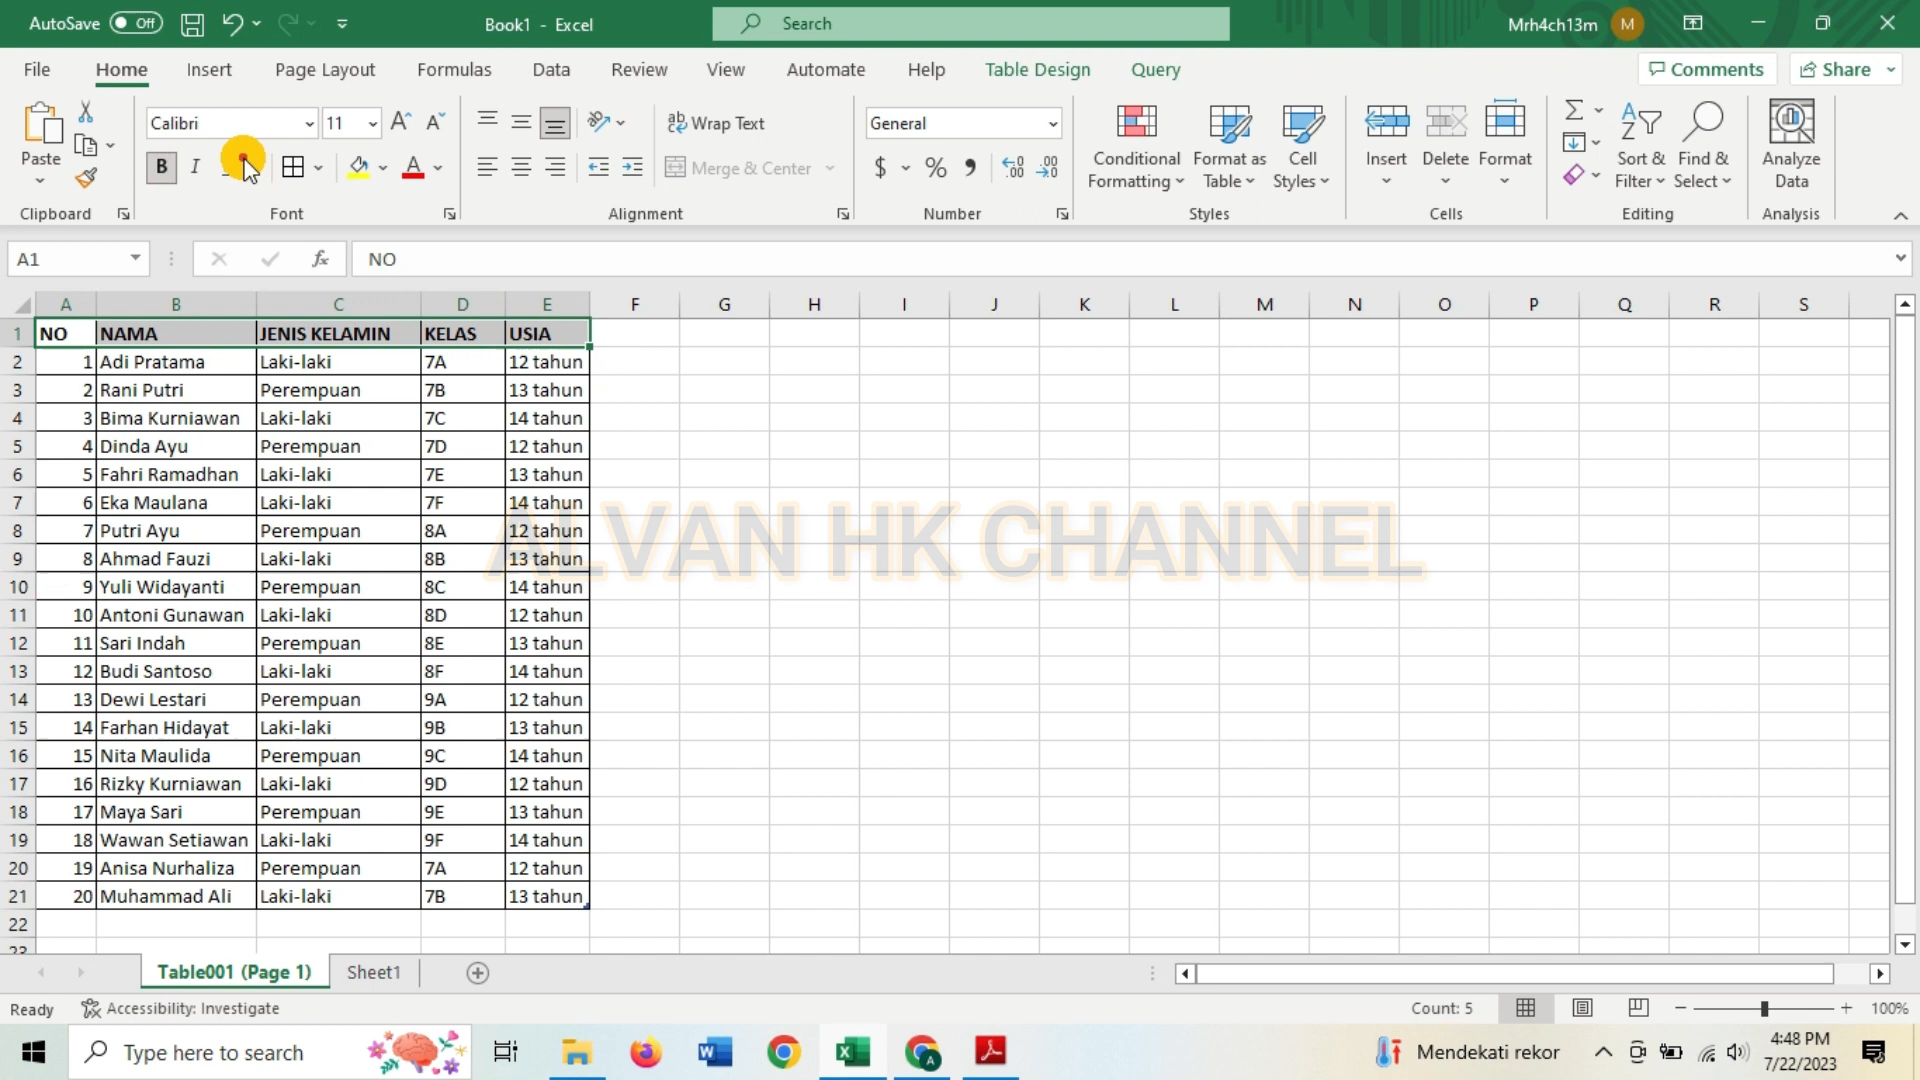 AutoSave Off Book1 - Excel Search Mrh4ch13m M
File Home Insert Page Layout Formulas Data Review View Automate Help Table Design Query Comments Share
Paste
Calibri 11
B I
Wrap Text
Merge & Center
General
$ %
Conditional Formatting
Format as Table
Cell Styles
Insert Delete Format
Sort & Filter
Find & Select
Analyze Data
Clipboard Font Alignment Number Styles Cells Editing Analysis
A1 fx NO
A B C D E F G H I J K L M N O P Q R S
1 NO NAMA JENIS KELAMIN KELAS USIA
2 1 Adi Pratama Laki-laki 7A 12 tahun
3 2 Rani Putri Perempuan 7B 13 tahun
4 3 Bima Kurniawan Laki-laki 7C 14 tahun
5 4 Dinda Ayu Perempuan 7D 12 tahun
6 5 Fahri Ramadhan Laki-laki 7E 13 tahun
7 6 Eka Maulana Laki-laki 7F 14 tahun
8 7 Putri Ayu Perempuan 8A 12 tahun
ALVAN HK CHANNEL
9 8 Ahmad Fauzi Laki-laki 8B 13 tahun
10 9 Yuli Widayanti Perempuan 8C 14 tahun
11 10 Antoni Gunawan Laki-laki 8D 12 tahun
12 11 Sari Indah Perempuan 8E 13 tahun
13 12 Budi Santoso Laki-laki 8F 14 tahun
14 13 Dewi Lestari Perempuan 9A 12 tahun
15 14 Farhan Hidayat Laki-laki 9B 13 tahun
16 15 Nita Maulida Perempuan 9C 14 tahun
17 16 Rizky Kurniawan Laki-laki 9D 12 tahun
18 17 Maya Sari Perempuan 9E 13 tahun
19 18 Wawan Setiawan Laki-laki 9F 14 tahun
20 19 Anisa Nurhaliza Perempuan 7A 12 tahun
21 20 Muhammad Ali Laki-laki 7B 13 tahun
22
23
Table001 (Page 1) Sheet1
Ready Accessibility: Investigate Count: 5 100%
Type here to search Mendekati rekor 4:48 PM
7/22/2023